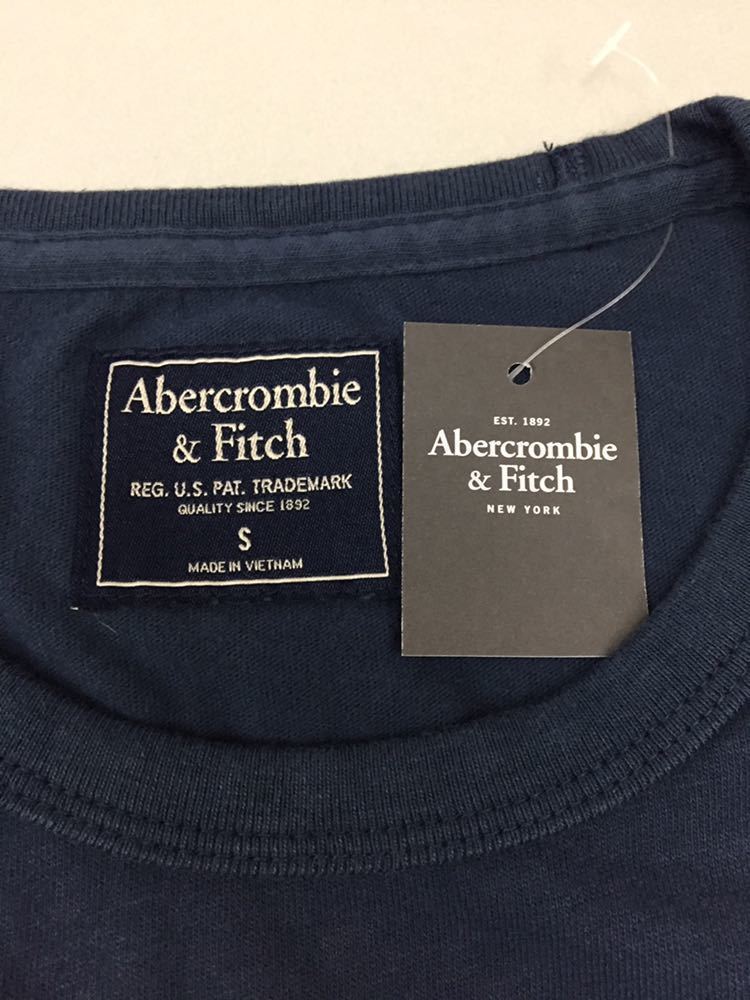 Abercrombie
& Fitch
REG. U.S. PAT. TRADEMARK
QUALITY SINCE 1892
S
MADE IN VIETNAM
EST. 1892
Abercrombie
& Fitch
NEW YORK